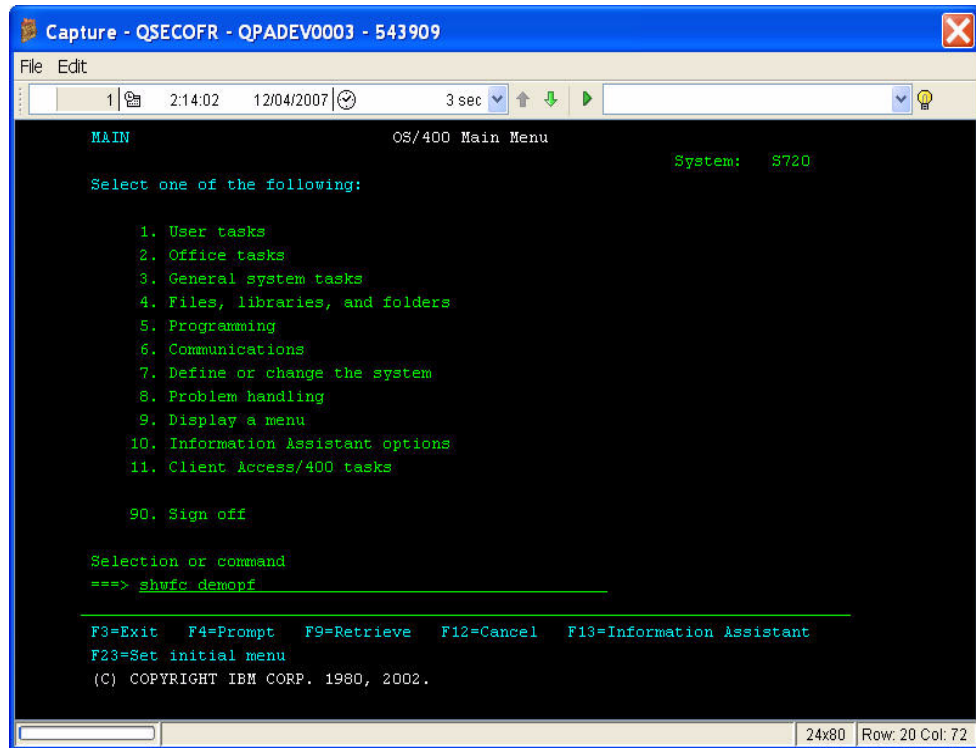 Capture - QSECOFR - QPADEV0003 - 543909
File Edit
1 2:14:02 12/04/2007 3 sec
MAIN OS/400 Main Menu
System: S720
Select one of the following:
1. User tasks
2. Office tasks
3. General system tasks
4. Files, libraries, and folders
5. Programming
6. Communications
7. Define or change the system
8. Problem handling
9. Display a menu
10. Information Assistant options
11. Client Access/400 tasks
90. Sign off
Selection or command
===> shwfc demopf
F3=Exit F4=Prompt F9=Retrieve F12=Cancel F13=Information Assistant
F23=Set initial menu
(C) COPYRIGHT IBM CORP. 1980, 2002.
24x80 Row: 20 Col: 72